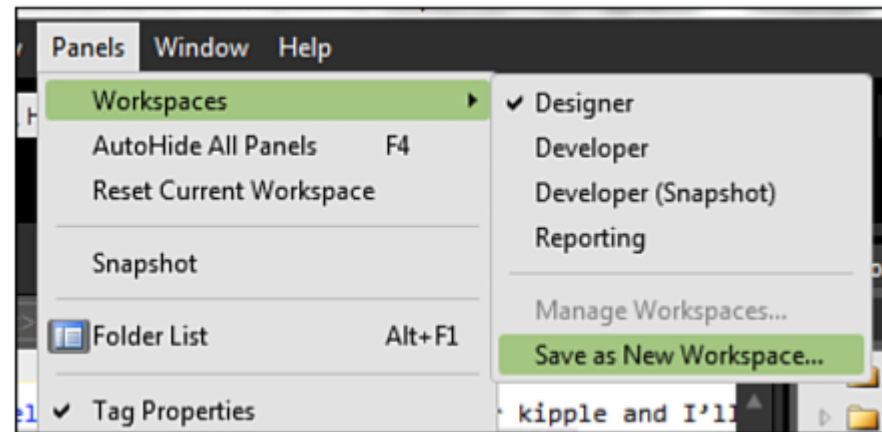 Panels Window Help
Workspaces
AutoHide All Panels F4
Reset Current Workspace
Snapshot
Folder List Alt+F1
Tag Properties
Designer
Developer
Developer (Snapshot)
Reporting
Manage Workspaces...
Save as New Workspace...
kipple and I'll